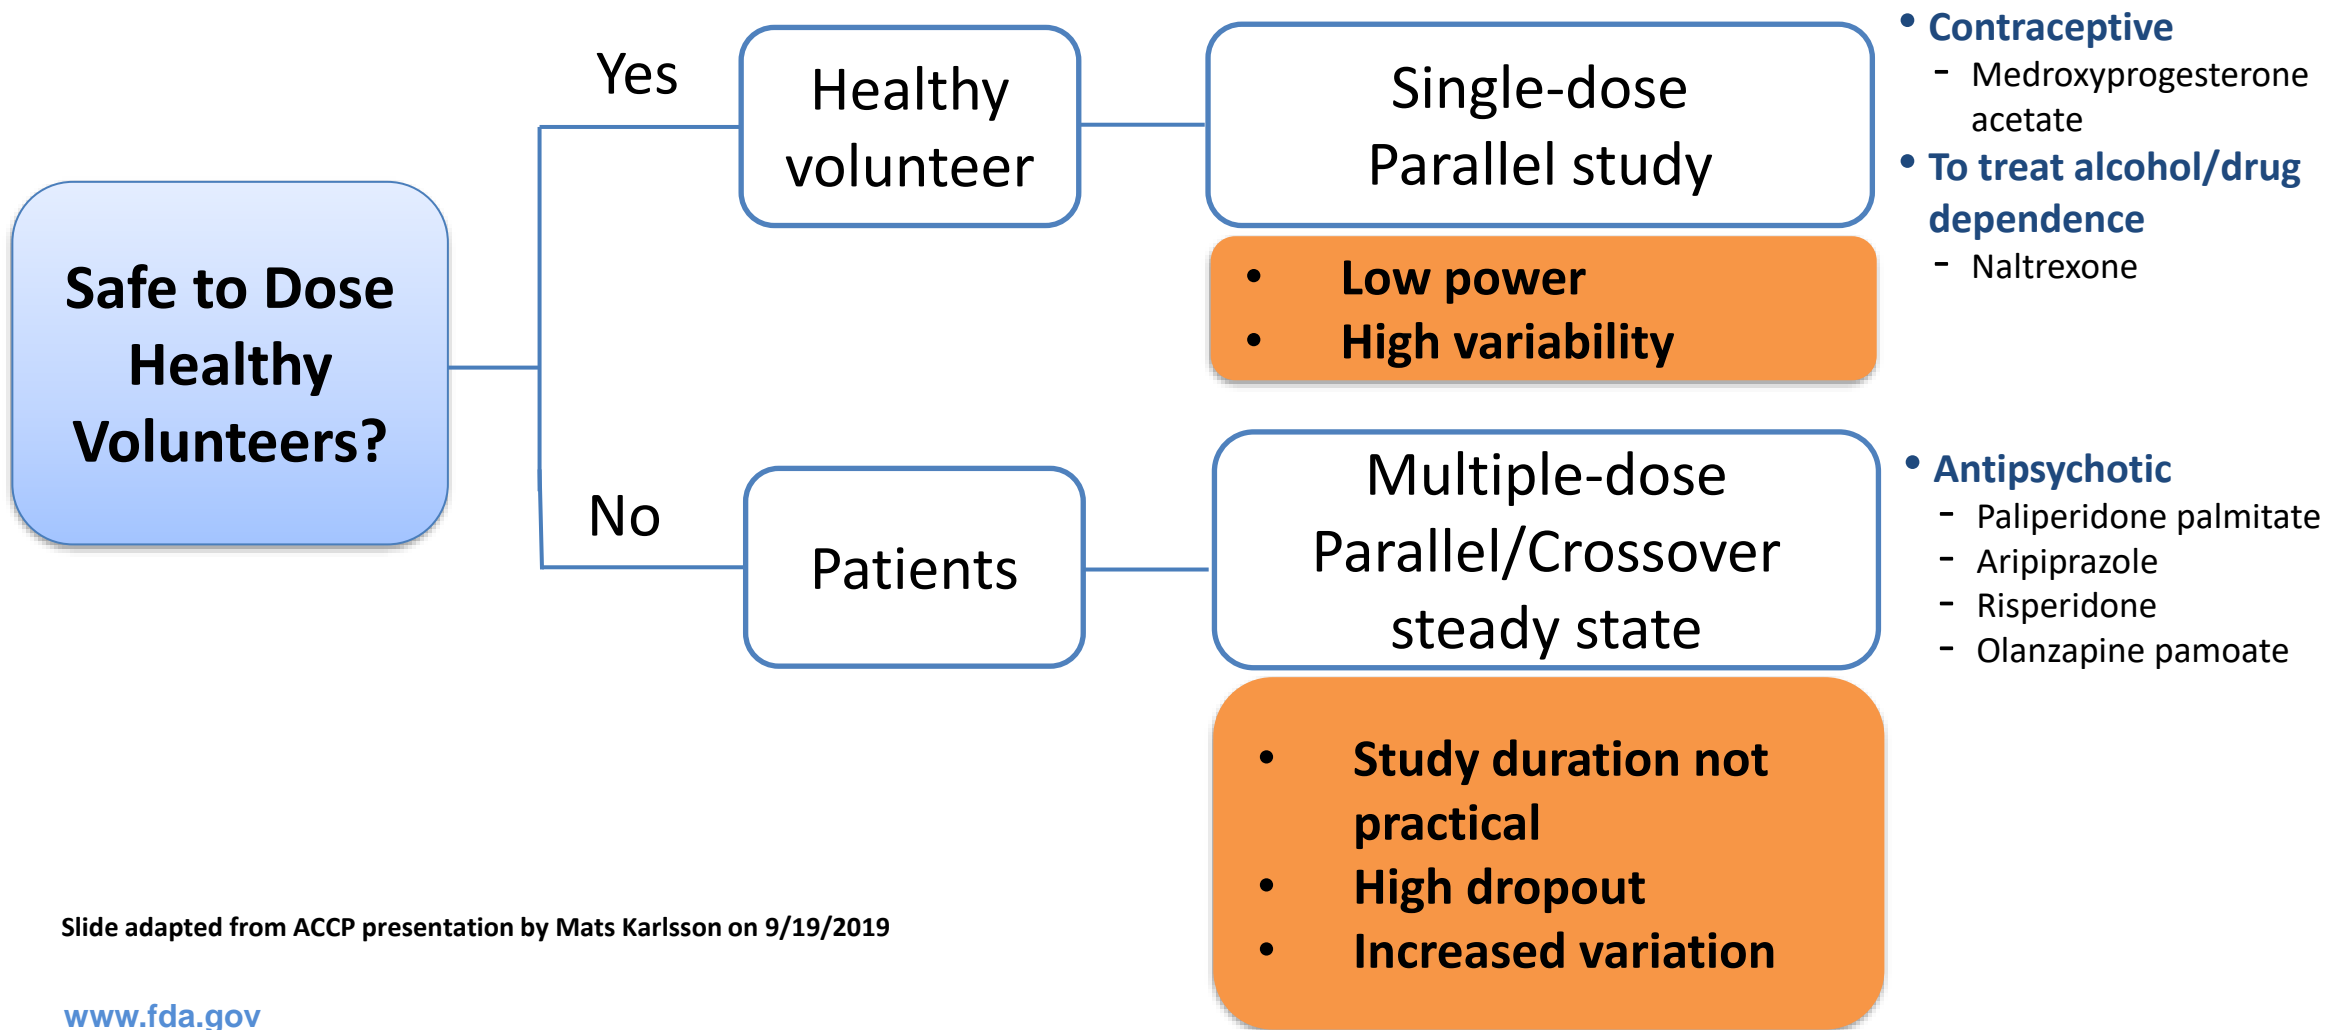 Safe to Dose
Healthy
Volunteers?
Yes
Healthy
volunteer
Single-dose
Parallel study
• Low power
• High variability
• Contraceptive
- Medroxyprogesterone
acetate
• To treat alcohol/drug
dependence
- Naltrexone
No
Patients
Multiple-dose
Parallel/Crossover
steady state
• Study duration not
practical
• High dropout
• Increased variation
• Antipsychotic
- Paliperidone palmitate
- Aripiprazole
- Risperidone
- Olanzapine pamoate
Slide adapted from ACCP presentation by Mats Karlsson on 9/19/2019
www.fda.gov